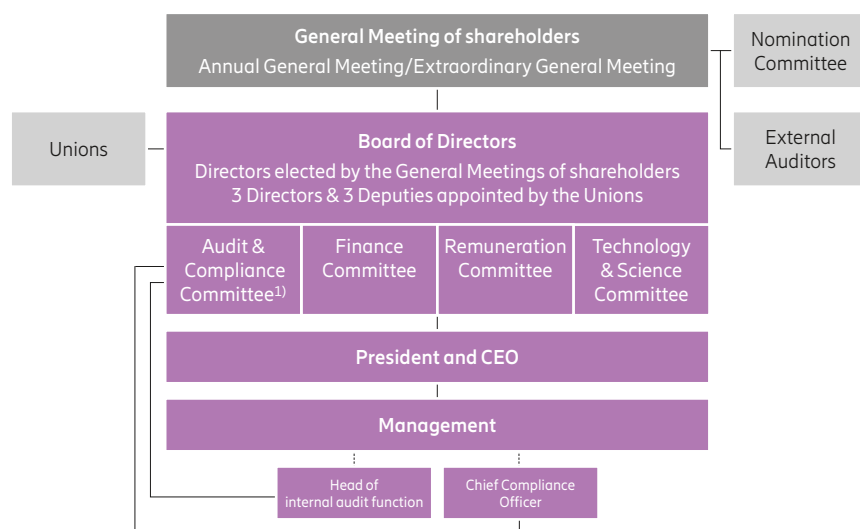 General Meeting of shareholders
Annual General Meeting/Extraordinary General Meeting
Nomination
Committee
External
Auditors
Unions
Board of Directors
Directors elected by the General Meetings of shareholders
3 Directors & 3 Deputies appointed by the Unions
Audit &
Compliance
Committee1)
Finance
Committee
Remuneration
Committee
Technology
& Science
Committee
President and CEO
Management
Head of
internal audit function
Chief Compliance
Officer